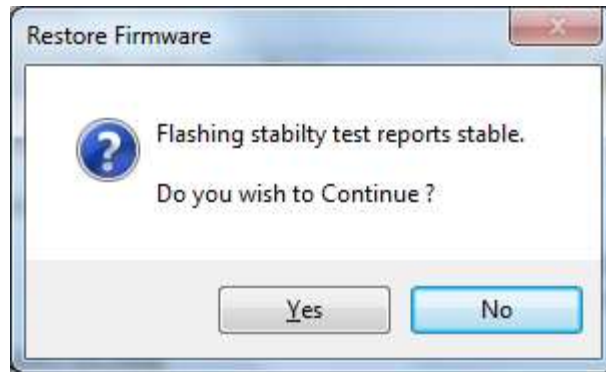 Restore Firmware
Flashing stabilty test reports stable.
Do you wish to Continue ?
Yes
No